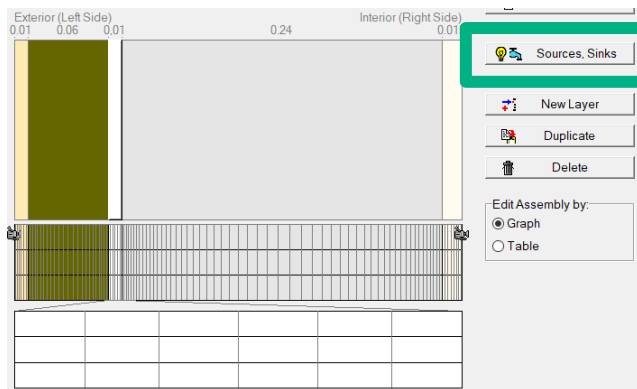 Exterior (Left Side)
Interior (Right Side)
0.01 0.06 0.01 0.24 0.01
Sources, Sinks
New Layer
Duplicate
Delete
Edit Assembly by:
Graph
Table